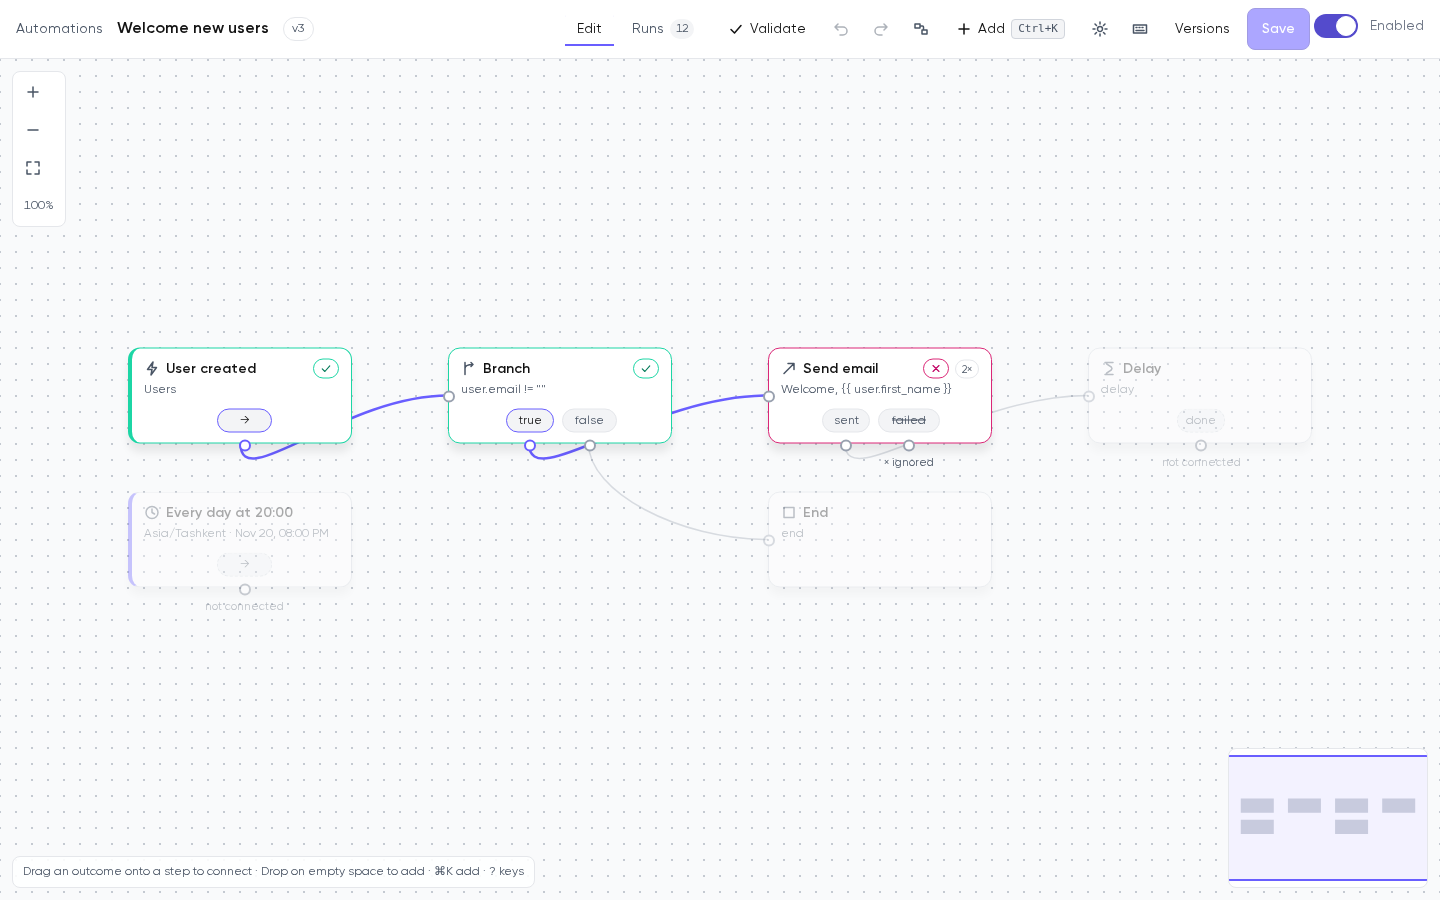 Automations Welcome new users v3 Edit Runs 12 Validate Add Ctrl+K Versions Save Enabled
100%
User created
Users
→
Branch
user.email != ""
true false
Send email 2×
Welcome, {{ user.first_name }}
sent failed
× ignored
Delay
delay
done
not connected
Every day at 20:00
Asia/Tashkent · Nov 20, 08:00 PM
→
not connected
End
end
Drag an outcome onto a step to connect · Drop on empty space to add · ⌘K add · ? keys